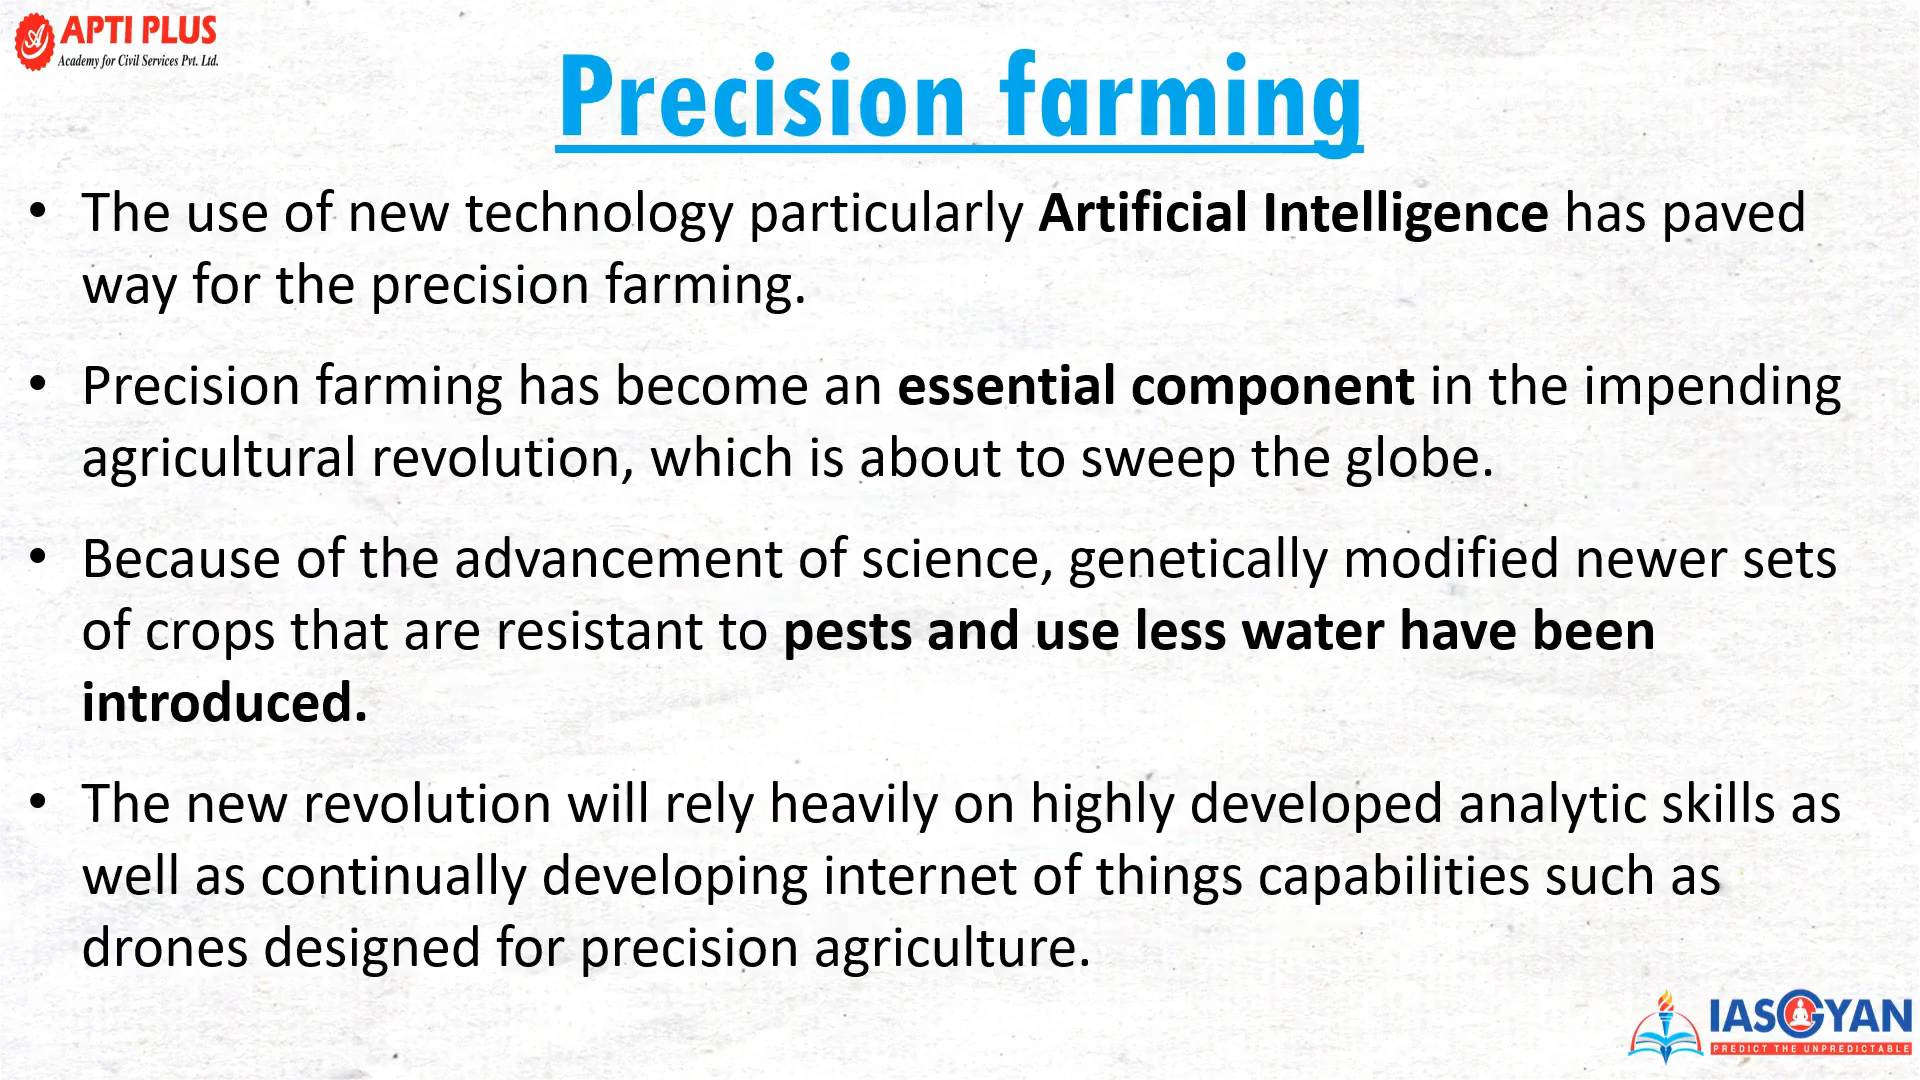 APTI PLUS
Academy for Civil Services Pvt. Ltd.
Precision farming
• The use of new technology particularly Artificial Intelligence has paved
way for the precision farming.
• Precision farming has become an essential component in the impending
agricultural revolution, which is about to sweep the globe.
• Because of the advancement of science, genetically modified newer sets
of crops that are resistant to pests and use less water have been
introduced.
• The new revolution will rely heavily on highly developed analytic skills as
well as continually developing internet of things capabilities such as
drones designed for precision agriculture.
IASGYAN
PREDICT THE UNPREDICTABLE